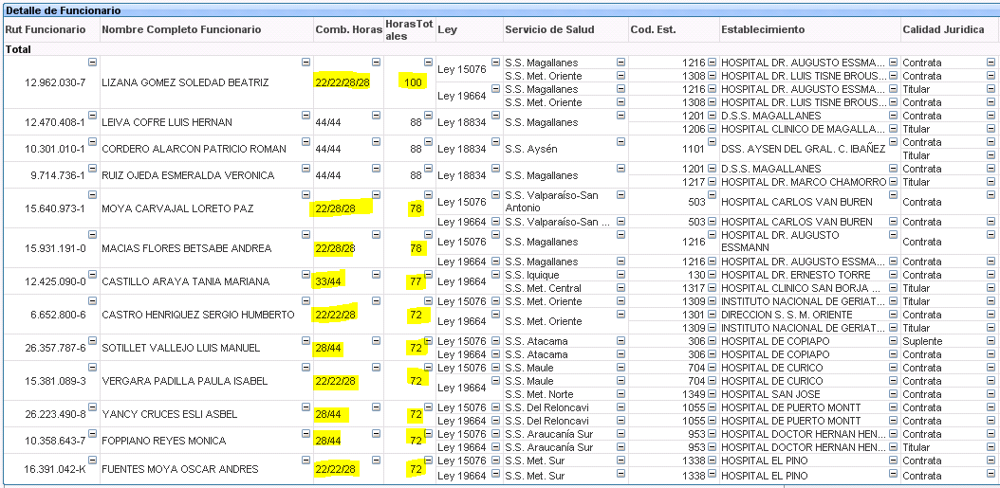 Detalle de Funcionario
Rut Funcionario Nombre Completo Funcionario Comb. Horas HorasTot ales Ley Servicio de Salud Cod. Est. Establecimiento Calidad Juridica
Total
12.962.030-7 LIZANA GOMEZ SOLEDAD BEATRIZ 22/22/28/28 100
Ley 15076 S.S. Magallanes 1216 HOSPITAL DR. AUGUSTO ESSMA... Contrata
S.S. Met. Oriente 1308 HOSPITAL DR. LUIS TISNE BROUS... Contrata
Ley 19664 S.S. Magallanes 1216 HOSPITAL DR. AUGUSTO ESSMA... Titular
S.S. Met. Oriente 1308 HOSPITAL DR. LUIS TISNE BROUS... Contrata
12.470.408-1 LEIVA COFRE LUIS HERNAN 44/44 88 Ley 18834 S.S. Magallanes
1201 D.S.S. MAGALLANES Contrata
1206 HOSPITAL CLINICO DE MAGALLA... Titular
10.301.010-1 CORDERO ALARCON PATRICIO ROMAN 44/44 88 Ley 18834 S.S. Aysén 1101 DSS. AYSEN DEL GRAL. C. IBAÑEZ
Contrata
Titular
9.714.736-1 RUIZ OJEDA ESMERALDA VERONICA 44/44 88 Ley 18834 S.S. Magallanes
1201 D.S.S. MAGALLANES Contrata
1217 HOSPITAL DR. MARCO CHAMORRO Titular
15.640.973-1 MOYA CARVAJAL LORETO PAZ 22/28/28 78
Ley 15076 S.S. Valparaíso-San Antonio 503 HOSPITAL CARLOS VAN BUREN Contrata
Ley 19664 S.S. Valparaíso-San ... 503 HOSPITAL CARLOS VAN BUREN Contrata
15.931.191-0 MACIAS FLORES BETSABE ANDREA 22/28/28 78
Ley 15076 S.S. Magallanes 1216 HOSPITAL DR. AUGUSTO ESSMANN Contrata
Ley 19664 S.S. Magallanes 1216 HOSPITAL DR. AUGUSTO ESSMA... Contrata
12.425.090-0 CASTILLO ARAYA TANIA MARIANA 33/44 77 Ley 19664
S.S. Iquique 130 HOSPITAL DR. ERNESTO TORRE Contrata
S.S. Met. Central 1317 HOSPITAL CLINICO SAN BORJA ... Titular
6.652.800-6 CASTRO HENRIQUEZ SERGIO HUMBERTO 22/22/28 72
Ley 15076 S.S. Met. Oriente 1309 INSTITUTO NACIONAL DE GERIAT... Titular
Ley 19664 S.S. Met. Oriente 1301 DIRECCION S. S. M. ORIENTE Contrata
1309 INSTITUTO NACIONAL DE GERIAT... Titular
26.357.787-6 SOTILLET VALLEJO LUIS MANUEL 28/44 72
Ley 15076 S.S. Atacama 306 HOSPITAL DE COPIAPO Suplente
Ley 19664 S.S. Atacama 306 HOSPITAL DE COPIAPO Contrata
15.381.089-3 VERGARA PADILLA PAULA ISABEL 22/22/28 72
Ley 15076 S.S. Maule 704 HOSPITAL DE CURICO Contrata
Ley 19664 S.S. Maule 704 HOSPITAL DE CURICO Contrata
S.S. Met. Norte 1349 HOSPITAL SAN JOSE Contrata
26.223.490-8 YANCY CRUCES ESLI ASBEL 28/44 72
Ley 15076 S.S. Del Reloncavi 1055 HOSPITAL DE PUERTO MONTT Contrata
Ley 19664 S.S. Del Reloncavi 1055 HOSPITAL DE PUERTO MONTT Contrata
10.358.643-7 FOPPIANO REYES MONICA 28/44 72
Ley 15076 S.S. Araucanía Sur 953 HOSPITAL DOCTOR HERNAN HEN... Contrata
Ley 19664 S.S. Araucanía Sur 953 HOSPITAL DOCTOR HERNAN HEN... Titular
16.391.042-K FUENTES MOYA OSCAR ANDRES 22/22/28 72
Ley 15076 S.S. Met. Sur 1338 HOSPITAL EL PINO Contrata
Ley 19664 S.S. Met. Sur 1338 HOSPITAL EL PINO Contrata